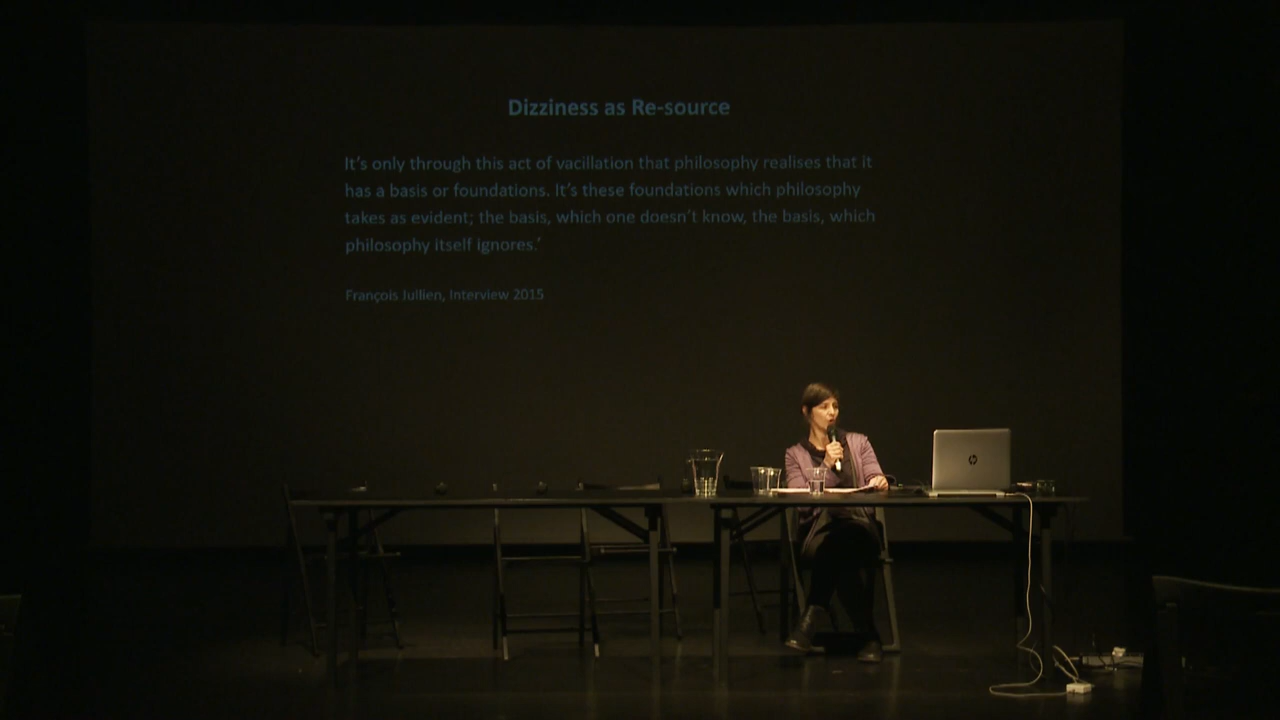 Dizziness as Re-source
It's only through this act of vacillation that philosophy realises that it
has a basis or foundations. It's these foundations which philosophy
takes as evident; the basis, which one doesn't know, the basis, which
philosophy itself ignores.'
François Jullien, Interview 2015
hp